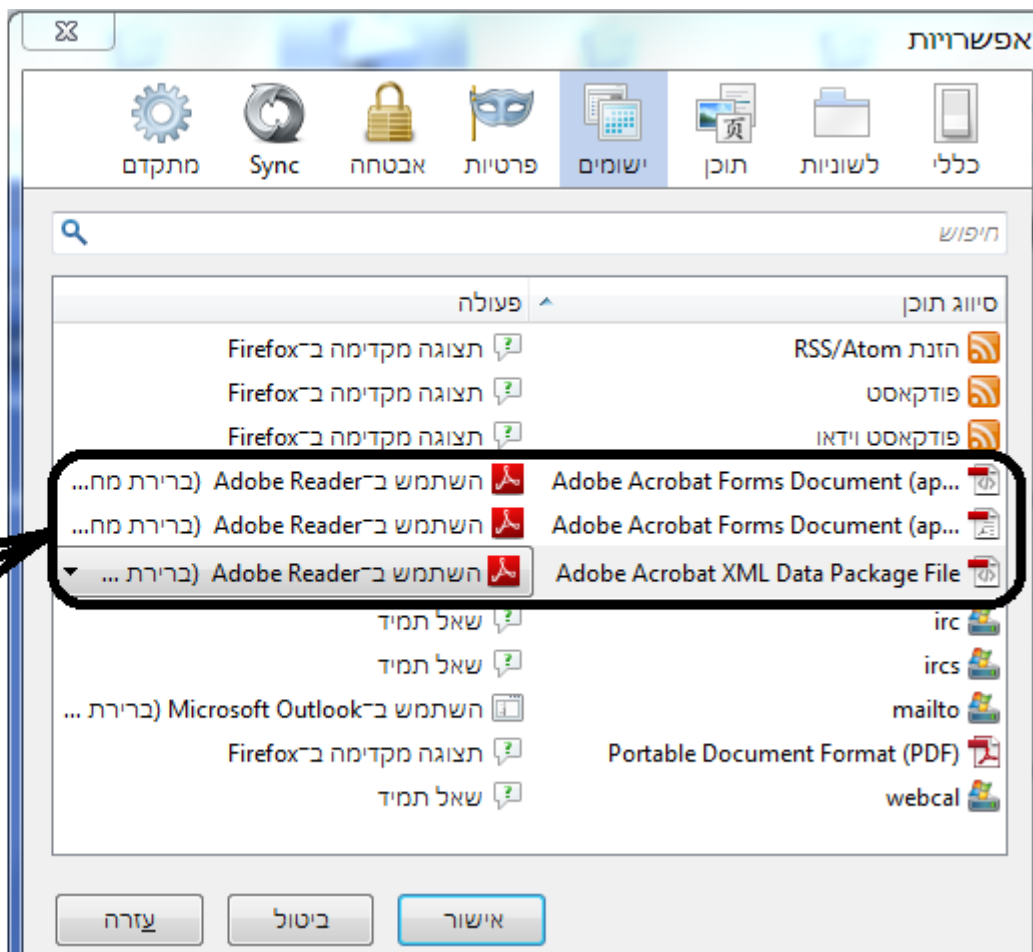 אפשרויות
כללי
לשוניות
תוכן
页
ישומים
פרטיות
אבטחה
Sync
מתקדם
חיפוש
סיווג תוכן פעולה
הזנת RSS/Atom תצוגה מקדימה ב־Firefox
פודקאסט תצוגה מקדימה ב־Firefox
פודקאסט וידאו תצוגה מקדימה ב־Firefox
Adobe Acrobat Forms Document (ap... השתמש ב־Adobe Reader (ברירת מח...
Adobe Acrobat Forms Document (ap... השתמש ב־Adobe Reader (ברירת מח...
Adobe Acrobat XML Data Package File השתמש ב־Adobe Reader (ברירת ...
irc שאל תמיד
ircs שאל תמיד
mailto השתמש ב־Microsoft Outlook (ברירת ...
Portable Document Format (PDF) תצוגה מקדימה ב־Firefox
webcal שאל תמיד
אישור
ביטול
עזרה